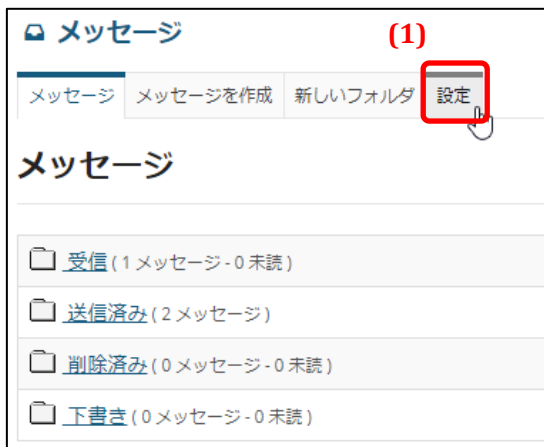 メッセージ
(1)
メッセージ メッセージを作成 新しいフォルダ 設定
メッセージ
受信 ( 1 メッセージ - 0 未読 )
送信済み ( 2 メッセージ )
削除済み ( 0 メッセージ - 0 未読 )
下書き ( 0 メッセージ - 0 未読 )